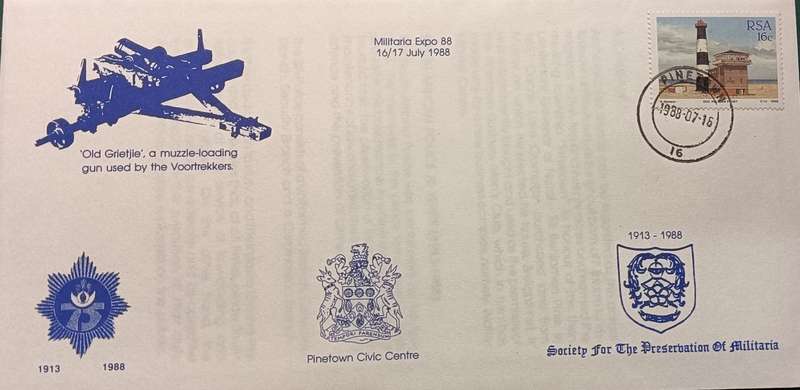 Militaria Expo 88
16/17 July 1988
RSA
16c
PINETOWN
1988-07-16
16
'Old Grietjie', a muzzle-loading
gun used by the Voortrekkers.
1913 - 1988
75
1913 1988
Pinetown Civic Centre
Society For The Preservation Of Militaria